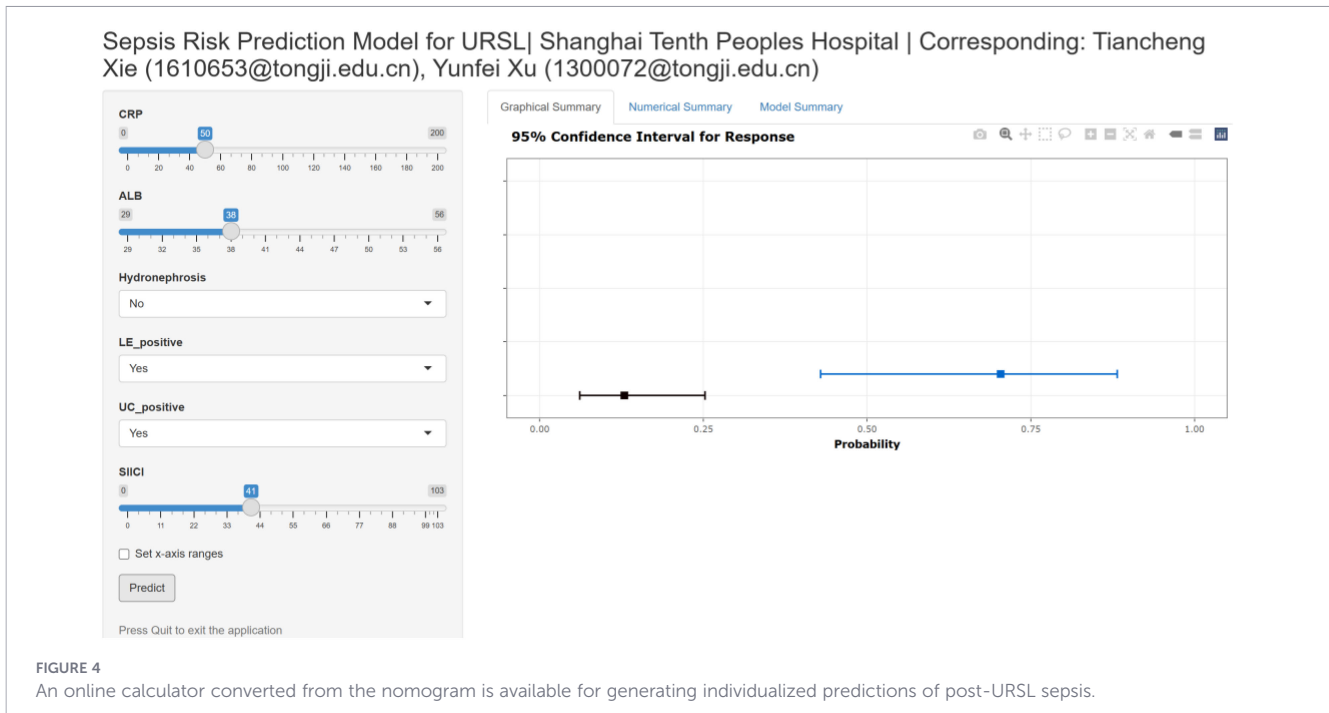 Sepsis Risk Prediction Model for URSL| Shanghai Tenth Peoples Hospital | Corresponding: Tiancheng
Xie (1610653@tongji.edu.cn), Yunfei Xu (1300072@tongji.edu.cn)
CRP
0 50 200
0 20 40 60 80 100 120 140 160 180 200
ALB
29 38 56
29 32 35 38 41 44 47 50 53 56
Hydronephrosis
No
LE_positive
Yes
UC_positive
Yes
SIICI
0 41 103
0 11 22 33 44 55 66 77 88 99 103
Set x-axis ranges
Predict
Press Quit to exit the application
Graphical Summary Numerical Summary Model Summary
95% Confidence Interval for Response
0.00 0.25 0.50 0.75 1.00
Probability
FIGURE 4
An online calculator converted from the nomogram is available for generating individualized predictions of post-URSL sepsis.